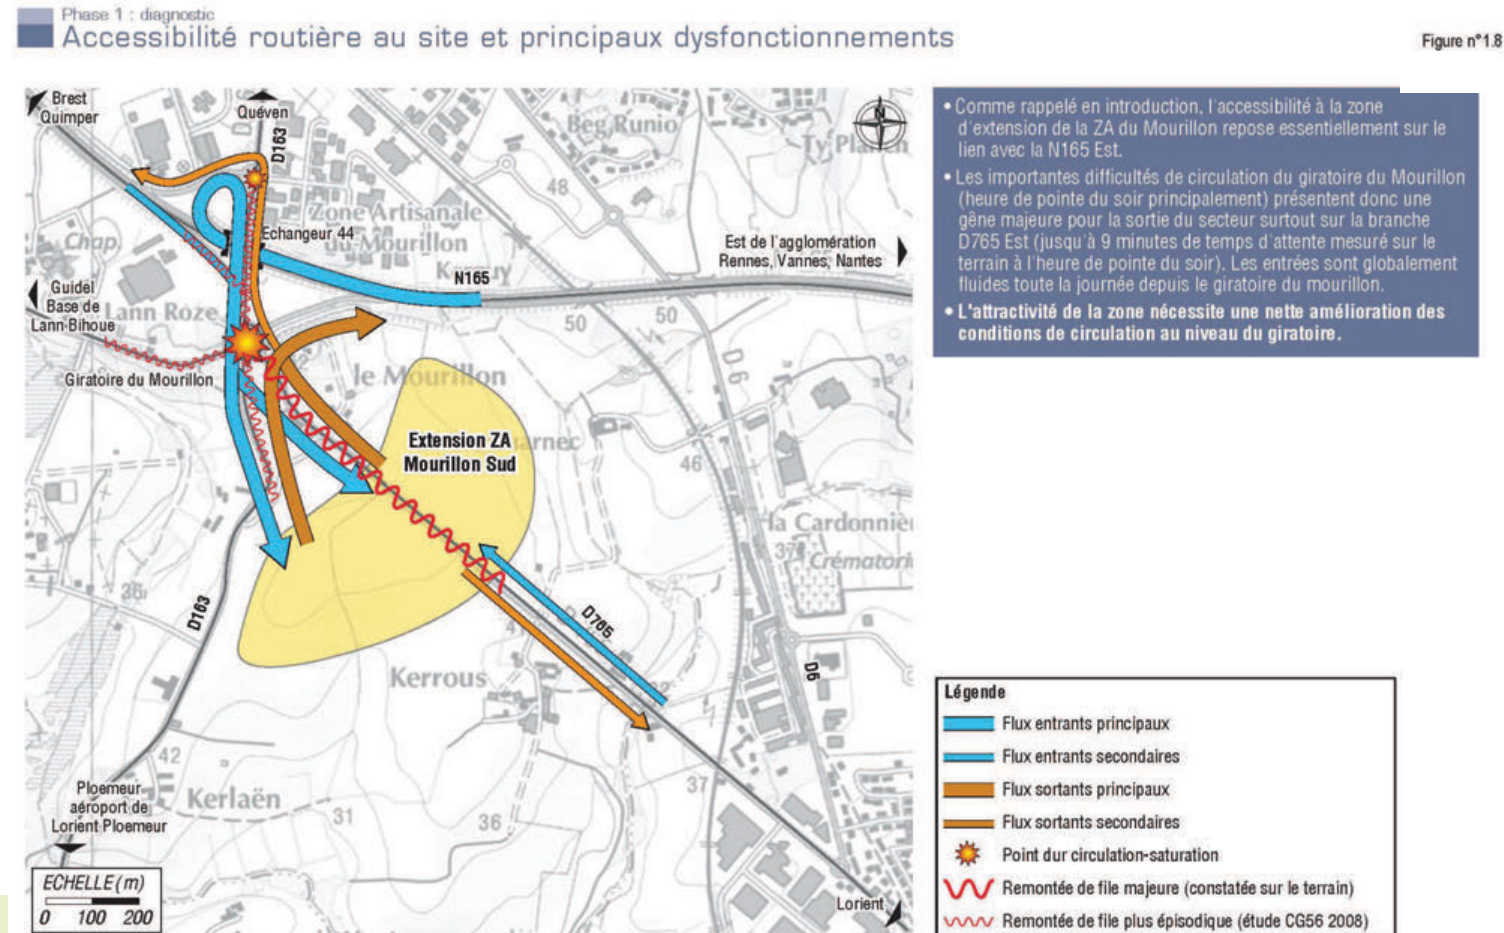 Phase 1 : diagnostic
Accessibilité routière au site et principaux dysfonctionnements
Figure n°1.8
Brest
Quimper
Quéven
D163
Beg Runio
48
Zone Artisanale
du Mourillon
Echangeur 44
Chap.
Est de l'agglomération
Rennes, Vannes, Nantes
N165
Guidel
Base de
Lann-Bihoue
Lann Roze
50
50
D 6
Giratoire du Mourillon
le Mourillon
Extension ZA
Mourillon Sud
46
la Cardonniè
37
Crématori
36
D163
D765
D6
Kerrous
42
37
Ploemeur
aéroport de
Lorient Ploemeur
Kerlaën
31
36
Lorient
ECHELLE (m)
0 100 200
• Comme rappelé en introduction, l'accessibilité à la zone
d'extension de la ZA du Mourillon repose essentiellement sur le
lien avec la N165 Est.
• Les importantes difficultés de circulation du giratoire du Mourillon
(heure de pointe du soir principalement) présentent donc une
gêne majeure pour la sortie du secteur surtout sur la branche
D765 Est (jusqu'à 9 minutes de temps d'attente mesuré sur le
terrain à l'heure de pointe du soir). Les entrées sont globalement
fluides toute la journée depuis le giratoire du mourillon.
• L'attractivité de la zone nécessite une nette amélioration des
conditions de circulation au niveau du giratoire.
Légende
Flux entrants principaux
Flux entrants secondaires
Flux sortants principaux
Flux sortants secondaires
Point dur circulation-saturation
Remontée de file majeure (constatée sur le terrain)
Remontée de file plus épisodique (étude CG56 2008)